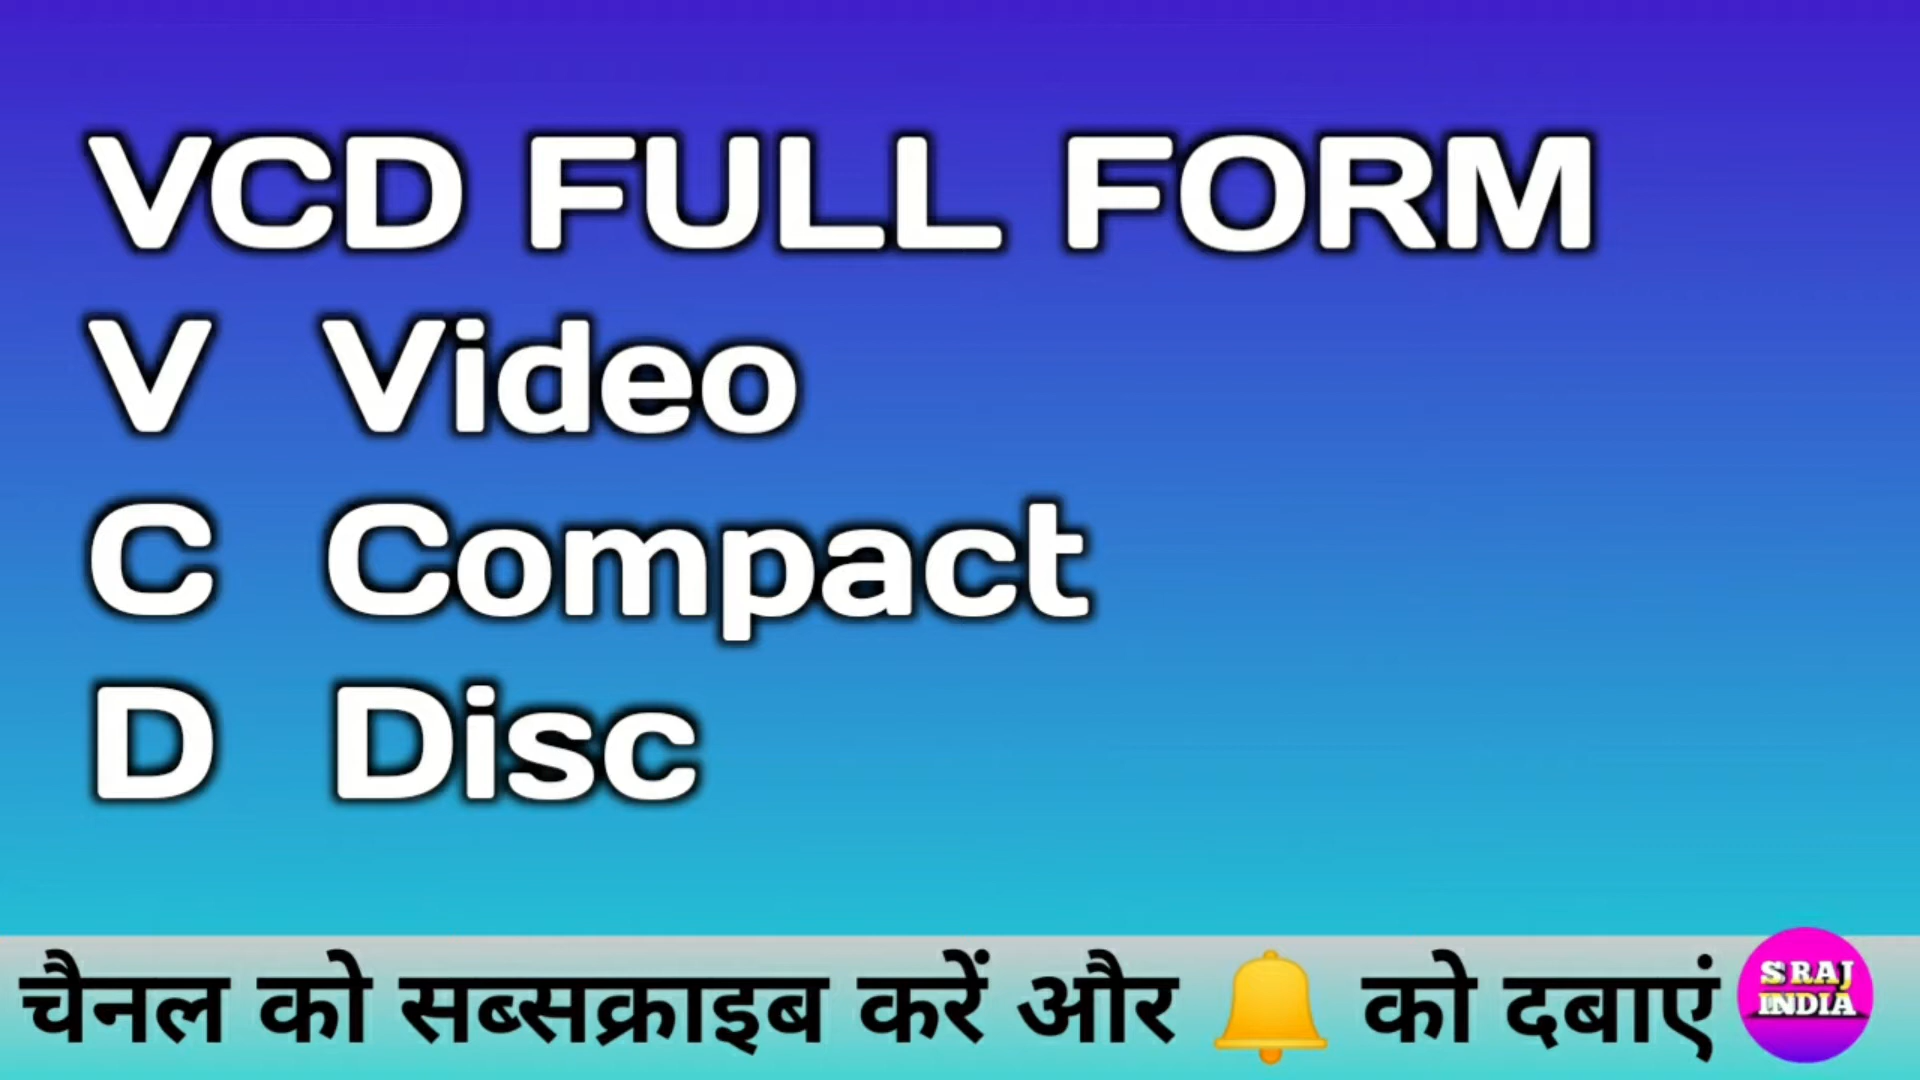 VCD FULL FORM
V Video
C Compact
D Disc
चैनल को सब्सक्राइब करें और 🔔 को दबाएं
S RAJ
INDIA